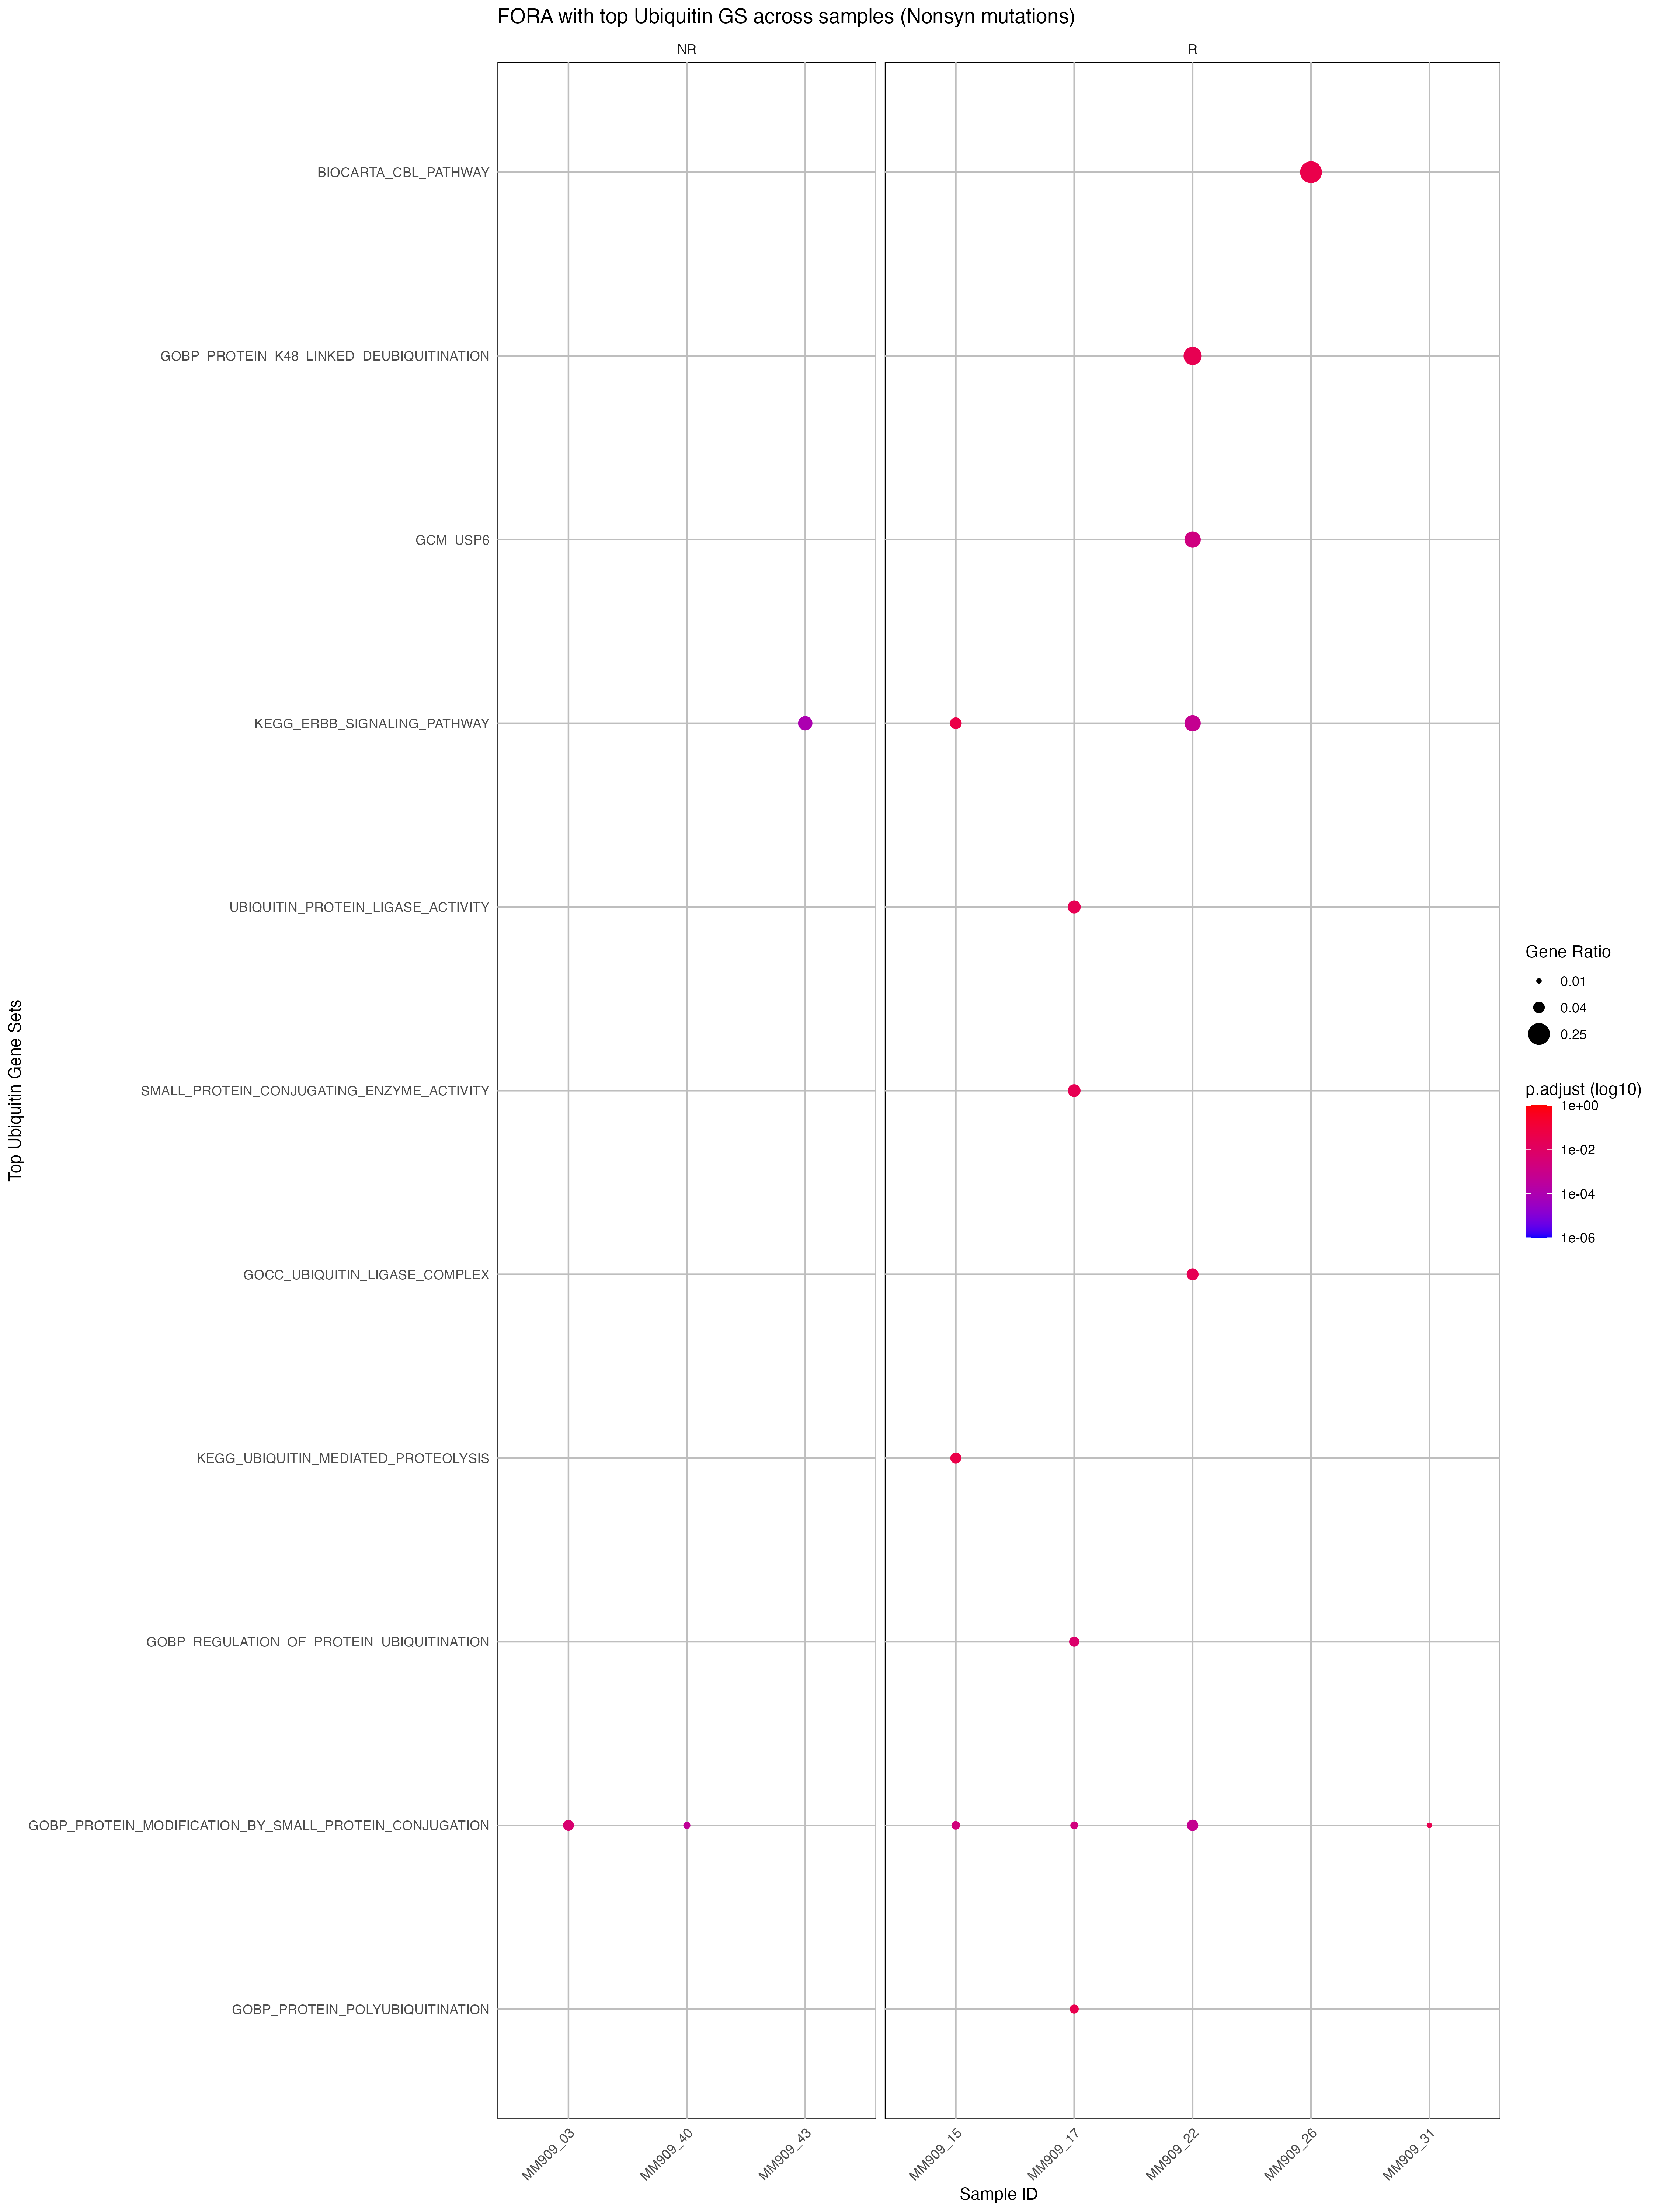 FORA with top Ubiquitin GS across samples (Nonsyn mutations)
NR
R
BIOCARTA_CBL_PATHWAY
GOBP_PROTEIN_K48_LINKED_DEUBIQUITINATION
GCM_USP6
KEGG_ERBB_SIGNALING_PATHWAY
UBIQUITIN_PROTEIN_LIGASE_ACTIVITY
SMALL_PROTEIN_CONJUGATING_ENZYME_ACTIVITY
GOCC_UBIQUITIN_LIGASE_COMPLEX
KEGG_UBIQUITIN_MEDIATED_PROTEOLYSIS
GOBP_REGULATION_OF_PROTEIN_UBIQUITINATION
GOBP_PROTEIN_MODIFICATION_BY_SMALL_PROTEIN_CONJUGATION
GOBP_PROTEIN_POLYUBIQUITINATION
Top Ubiquitin Gene Sets
MM909_03
MM909_40
MM909_43
MM909_15
MM909_17
MM909_22
MM909_26
MM909_31
Sample ID
Gene Ratio
0.01
0.04
0.25
p.adjust (log10)
1e+00
1e-02
1e-04
1e-06